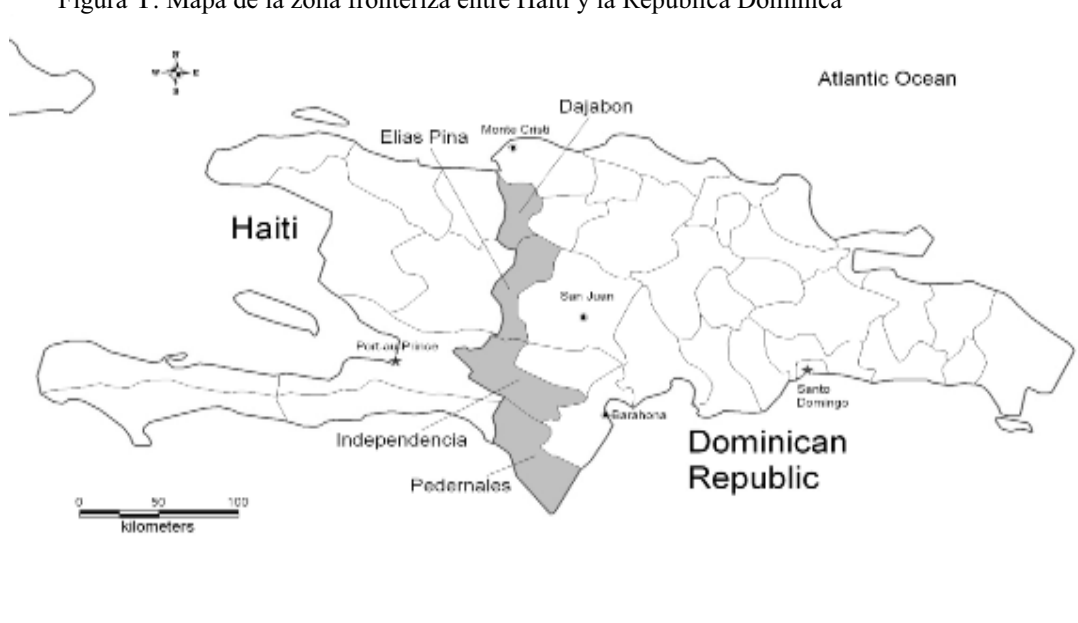 Figura 1: Mapa de la zona fronteriza entre Haití y la República Dominica
N
W E
S
Atlantic Ocean
Dajabon
Monte Cristi
Elias Pina
Haiti
San Juan
Port-au-Prince
Santo
Domingo
Barahona
Independencia
Dominican
Republic
Pedernales
0 50 100
kilometers